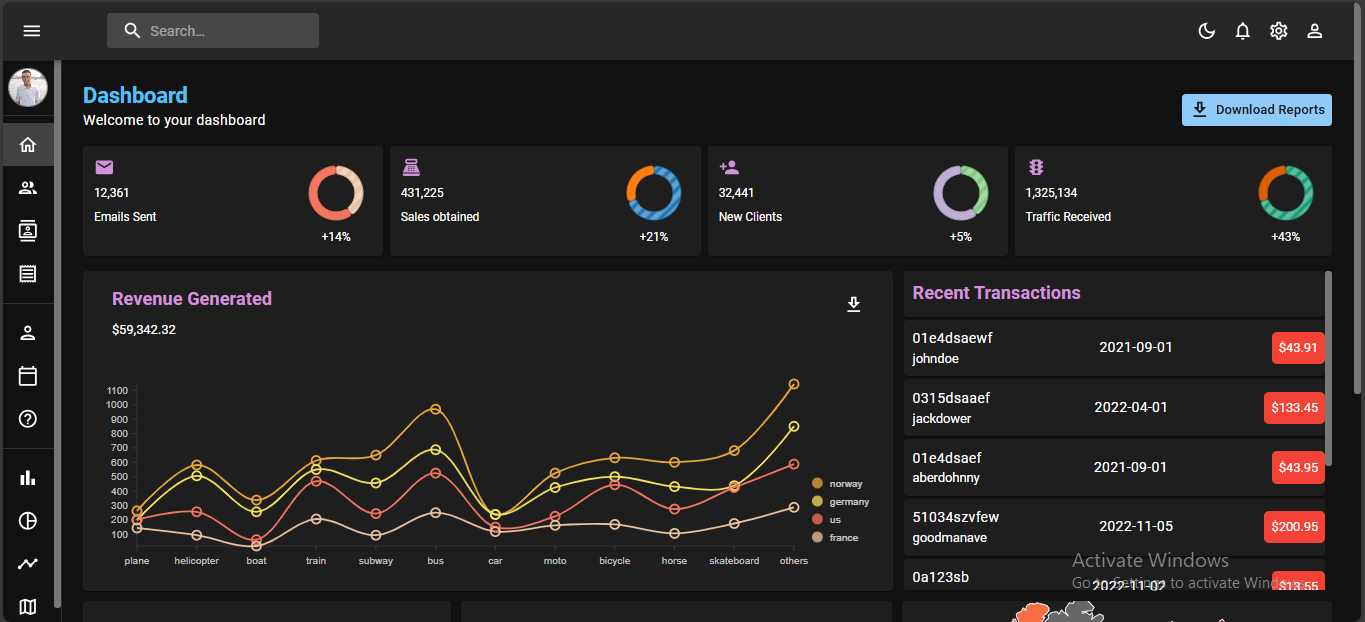 Search…
Dashboard
Welcome to your dashboard
Download Reports
12,361
Emails Sent
+14%
431,225
Sales obtained
+21%
32,441
New Clients
+5%
1,325,134
Traffic Received
+43%
Revenue Generated
$59,342.32
1100
1000
900
800
700
600
500
400
300
200
100
plane helicopter boat train subway bus car moto bicycle horse skateboard others
norway
germany
us
france
Recent Transactions
01e4dsaewf
johndoe
2021-09-01
$43.91
0315dsaaef
jackdower
2022-04-01
$133.45
01e4dsaef
aberdohnny
2021-09-01
$43.95
51034szvfew
goodmanave
2022-11-05
$200.95
0a123sb
2022-11-02
$13.55
Activate Windows
Go to Settings to activate Windows.